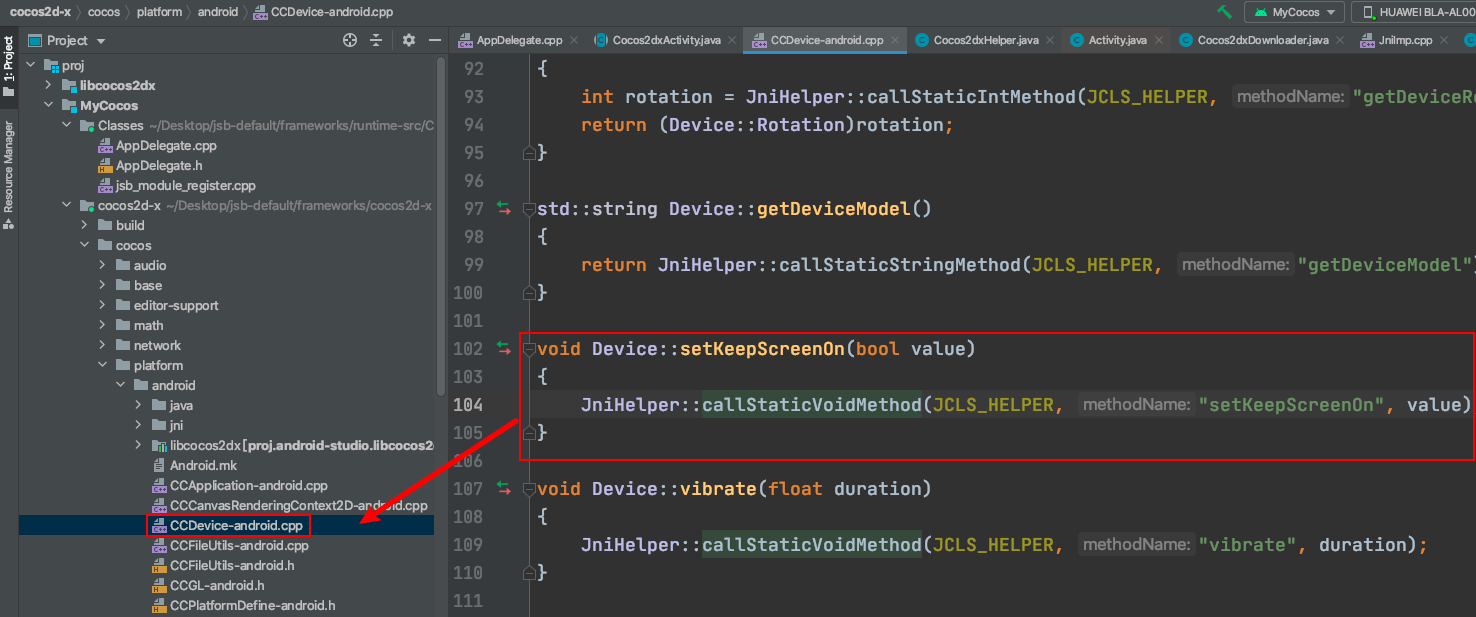 cocos2d-x cocos platform android CCDevice-android.cpp
MyCocos HUAWEI BLA-AL00
1: Project
Resource Manager
Project
proj
libcocos2dx
MyCocos
Classes ~/Desktop/jsb-default/frameworks/runtime-src/C
AppDelegate.cpp
AppDelegate.h
jsb_module_register.cpp
cocos2d-x ~/Desktop/jsb-default/frameworks/cocos2d-x
build
cocos
audio
base
editor-support
math
network
platform
android
java
jni
libcocos2dx [proj.android-studio.libcocos2
Android.mk
CCApplication-android.cpp
CCCanvasRenderingContext2D-android.cpp
CCDevice-android.cpp
CCFileUtils-android.cpp
CCFileUtils-android.h
CCGL-android.h
CCPlatformDefine-android.h
AppDelegate.cpp Cocos2dxActivity.java CCDevice-android.cpp Cocos2dxHelper.java Activity.java Cocos2dxDownloader.java JniImp.cpp
92 {
93 int rotation = JniHelper::callStaticIntMethod(JCLS_HELPER, methodName: "getDeviceRo
94 return (Device::Rotation)rotation;
95 }
96
97 std::string Device::getDeviceModel()
98 {
99 return JniHelper::callStaticStringMethod(JCLS_HELPER, methodName: "getDeviceModel")
100 }
101
102 void Device::setKeepScreenOn(bool value)
103 {
104 JniHelper::callStaticVoidMethod(JCLS_HELPER, methodName: "setKeepScreenOn", value)
105 }
106
107 void Device::vibrate(float duration)
108 {
109 JniHelper::callStaticVoidMethod(JCLS_HELPER, methodName: "vibrate", duration);
110 }
111